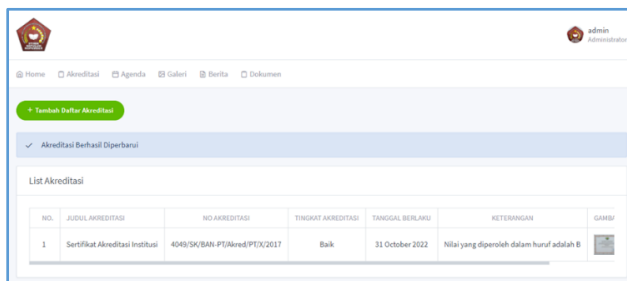 admin
Administrator
Home Akreditasi Agenda Galeri Berita Dokumen
+ Tambah Daftar Akreditasi
✓ Akreditasi Berhasil Diperbarui
List Akreditasi
NO. JUDUL AKREDITASI NO AKREDITASI TINGKAT AKREDITASI TANGGAL BERLAKU KETERANGAN GAMBA
1 Sertifikat Akreditasi Institusi 4049/SK/BAN-PT/Akred/PT/X/2017 Baik 31 October 2022 Nilai yang diperoleh dalam huruf adalah B